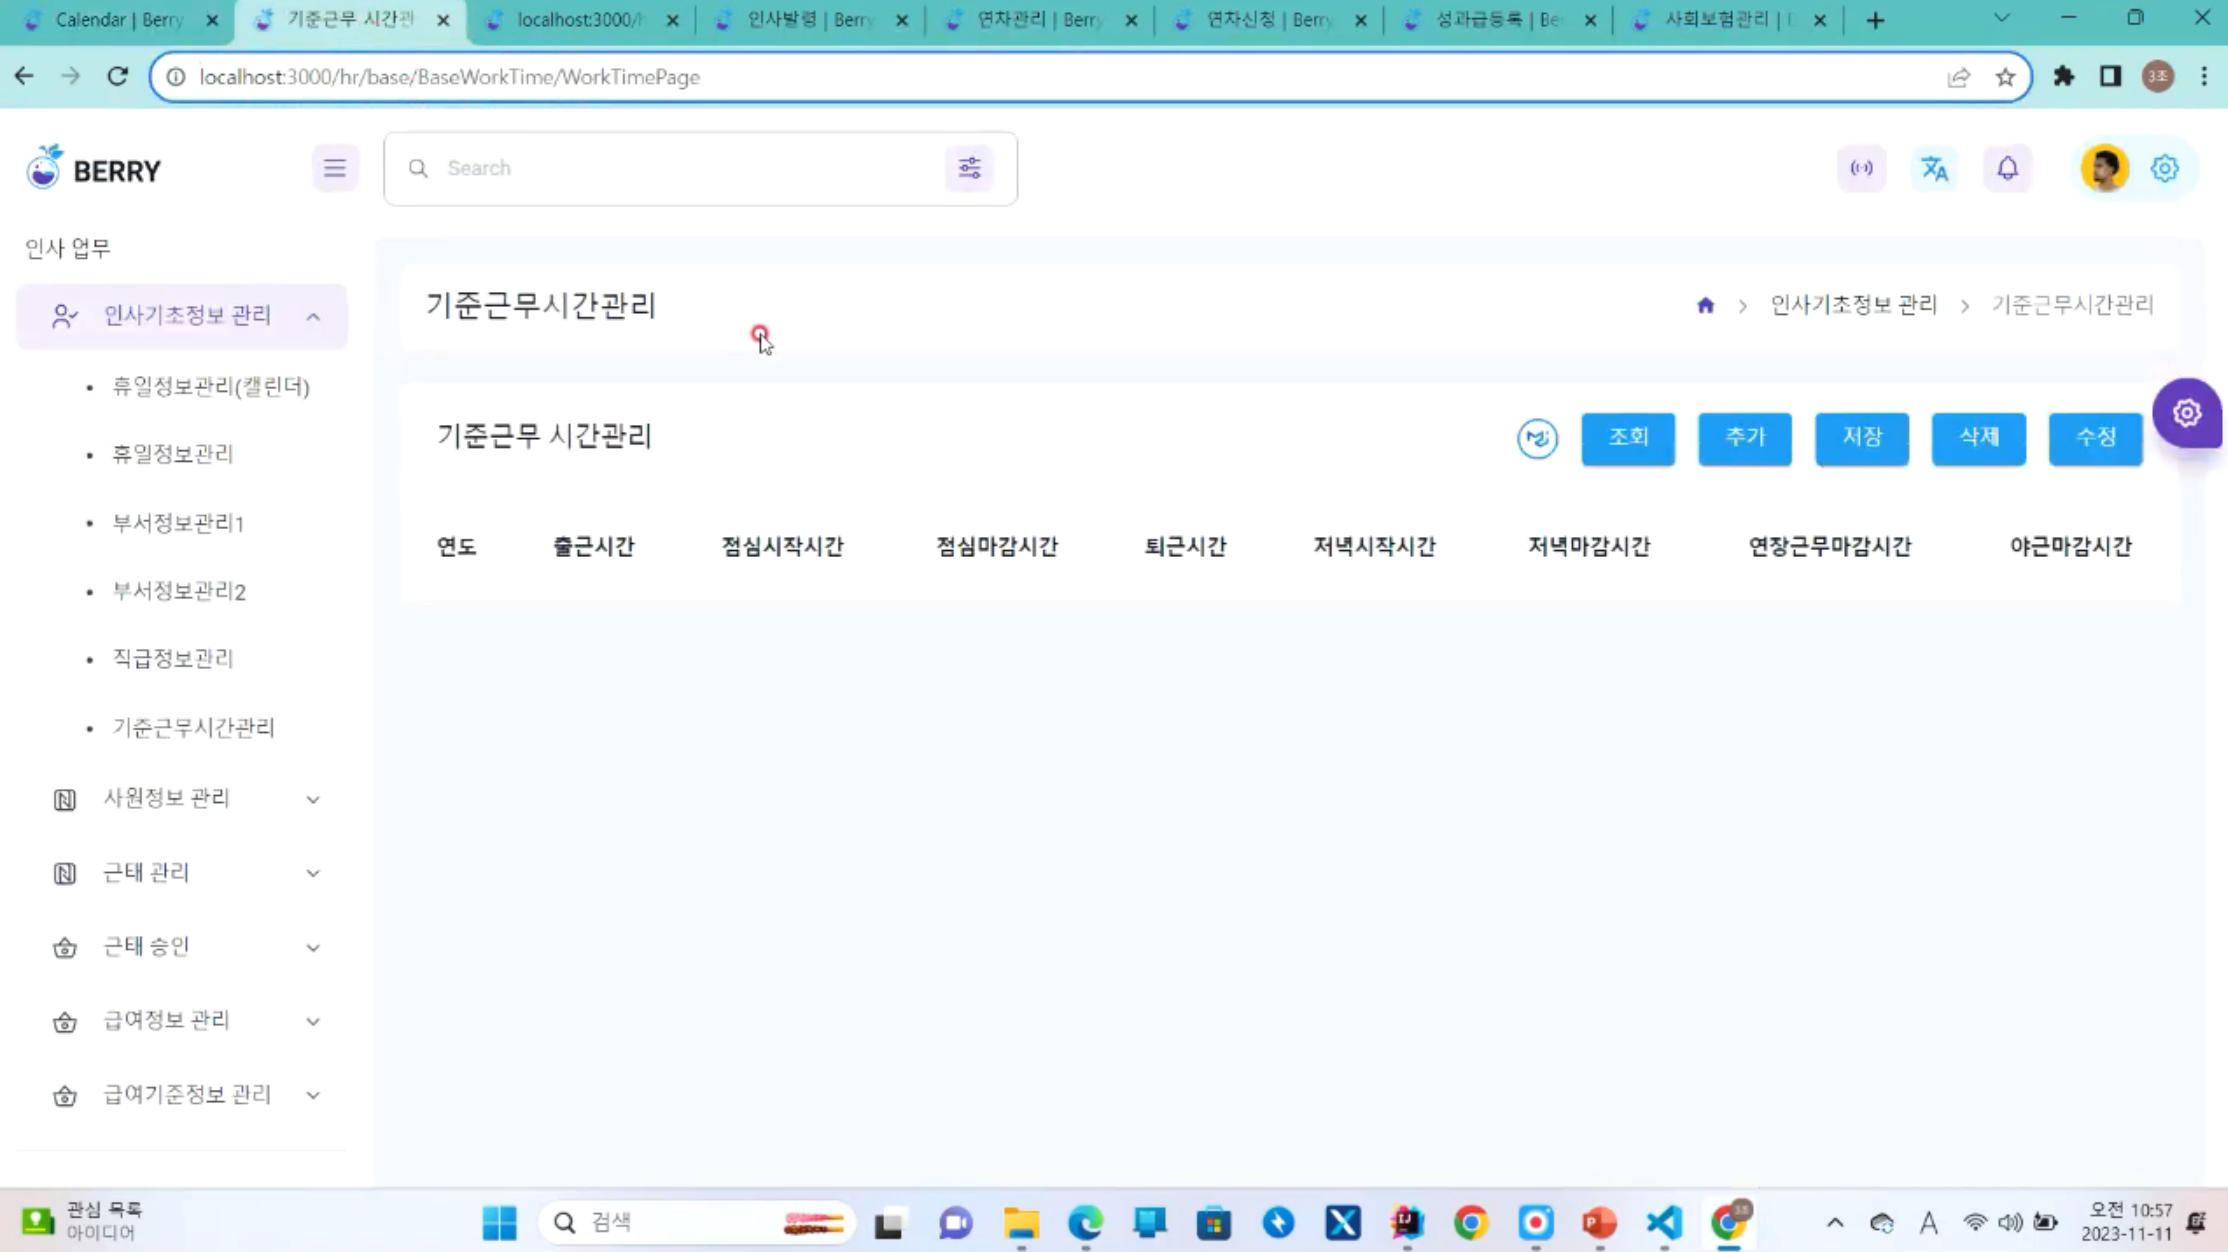 Calendar | Berry
기준근무 시간관
localhost:3000/h
인사발령 | Berry
연차관리 | Berry
연차신청 | Berry
성과급등록 | Be
사회보험관리 |
localhost:3000/hr/base/BaseWorkTime/WorkTimePage
3조
BERRY
Search
인사 업무
인사기초정보 관리
휴일정보관리(캘린더)
휴일정보관리
부서정보관리1
부서정보관리2
직급정보관리
기준근무시간관리
사원정보 관리
근태 관리
근태 승인
급여정보 관리
급여기준정보 관리
기준근무시간관리
인사기초정보 관리 > 기준근무시간관리
기준근무 시간관리
조회 추가 저장 삭제 수정
연도 출근시간 점심시작시간 점심마감시간 퇴근시간 저녁시작시간 저녁마감시간 연장근무마감시간 야근마감시간
관심 목록
아이디어
검색
A
오전 10:57
2023-11-11